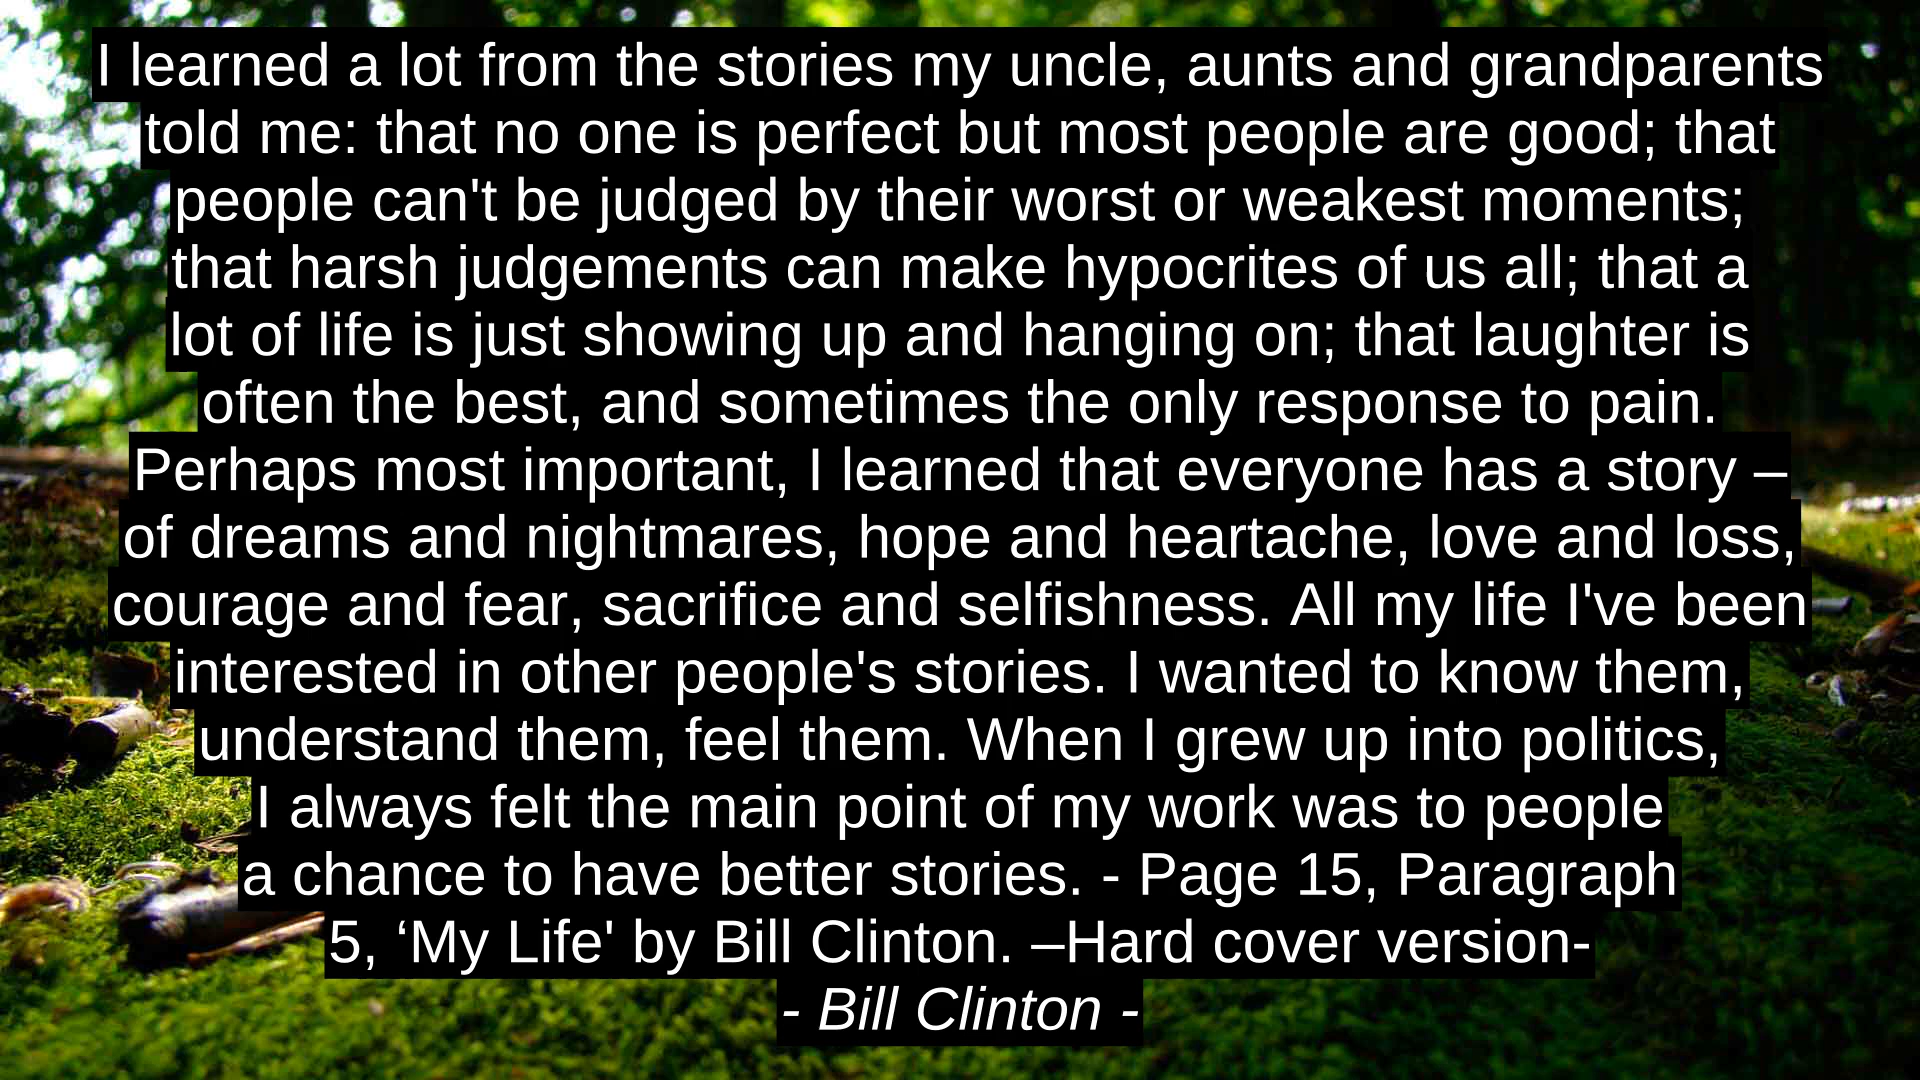 I learned a lot from the stories my uncle, aunts and grandparents
told me: that no one is perfect but most people are good; that
people can't be judged by their worst or weakest moments;
that harsh judgements can make hypocrites of us all; that a
lot of life is just showing up and hanging on; that laughter is
often the best, and sometimes the only response to pain.
Perhaps most important, I learned that everyone has a story –
of dreams and nightmares, hope and heartache, love and loss,
courage and fear, sacrifice and selfishness. All my life I've been
interested in other people's stories. I wanted to know them,
understand them, feel them. When I grew up into politics,
I always felt the main point of my work was to people
a chance to have better stories. - Page 15, Paragraph
5, ‘My Life' by Bill Clinton. –Hard cover version-
- Bill Clinton -